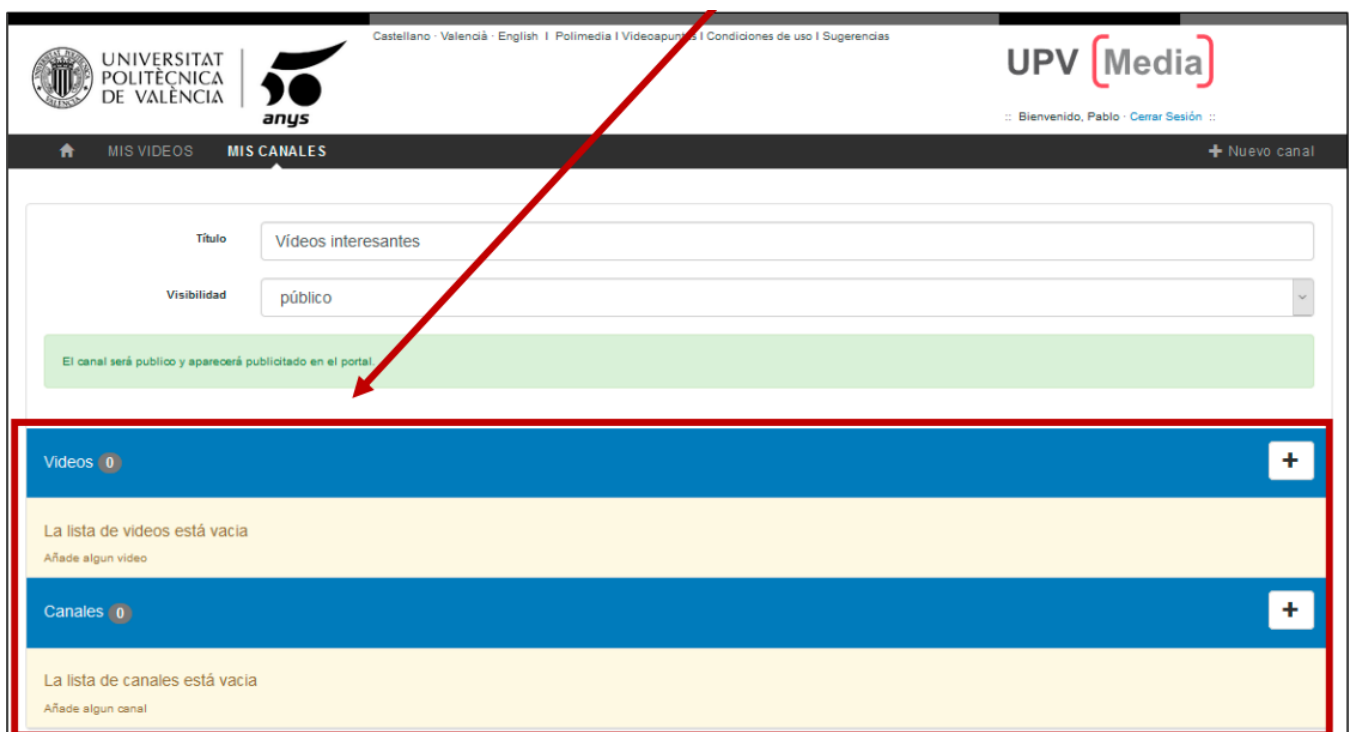 Castellano · Valencià · English I Polimedia I Videoapuntes I Condiciones de uso I Sugerencias
UNIVERSITAT
POLITÈCNICA
DE VALÈNCIA
50
anys
UPV [Media]
:: Bienvenido, Pablo · Cerrar Sesión ::
MIS VIDEOS MIS CANALES + Nuevo canal
Título Vídeos interesantes
Visibilidad público
El canal será publico y aparecerá publicitado en el portal.
Videos 0 +
La lista de videos está vacia
Añade algun video
Canales 0 +
La lista de canales está vacia
Añade algun canal